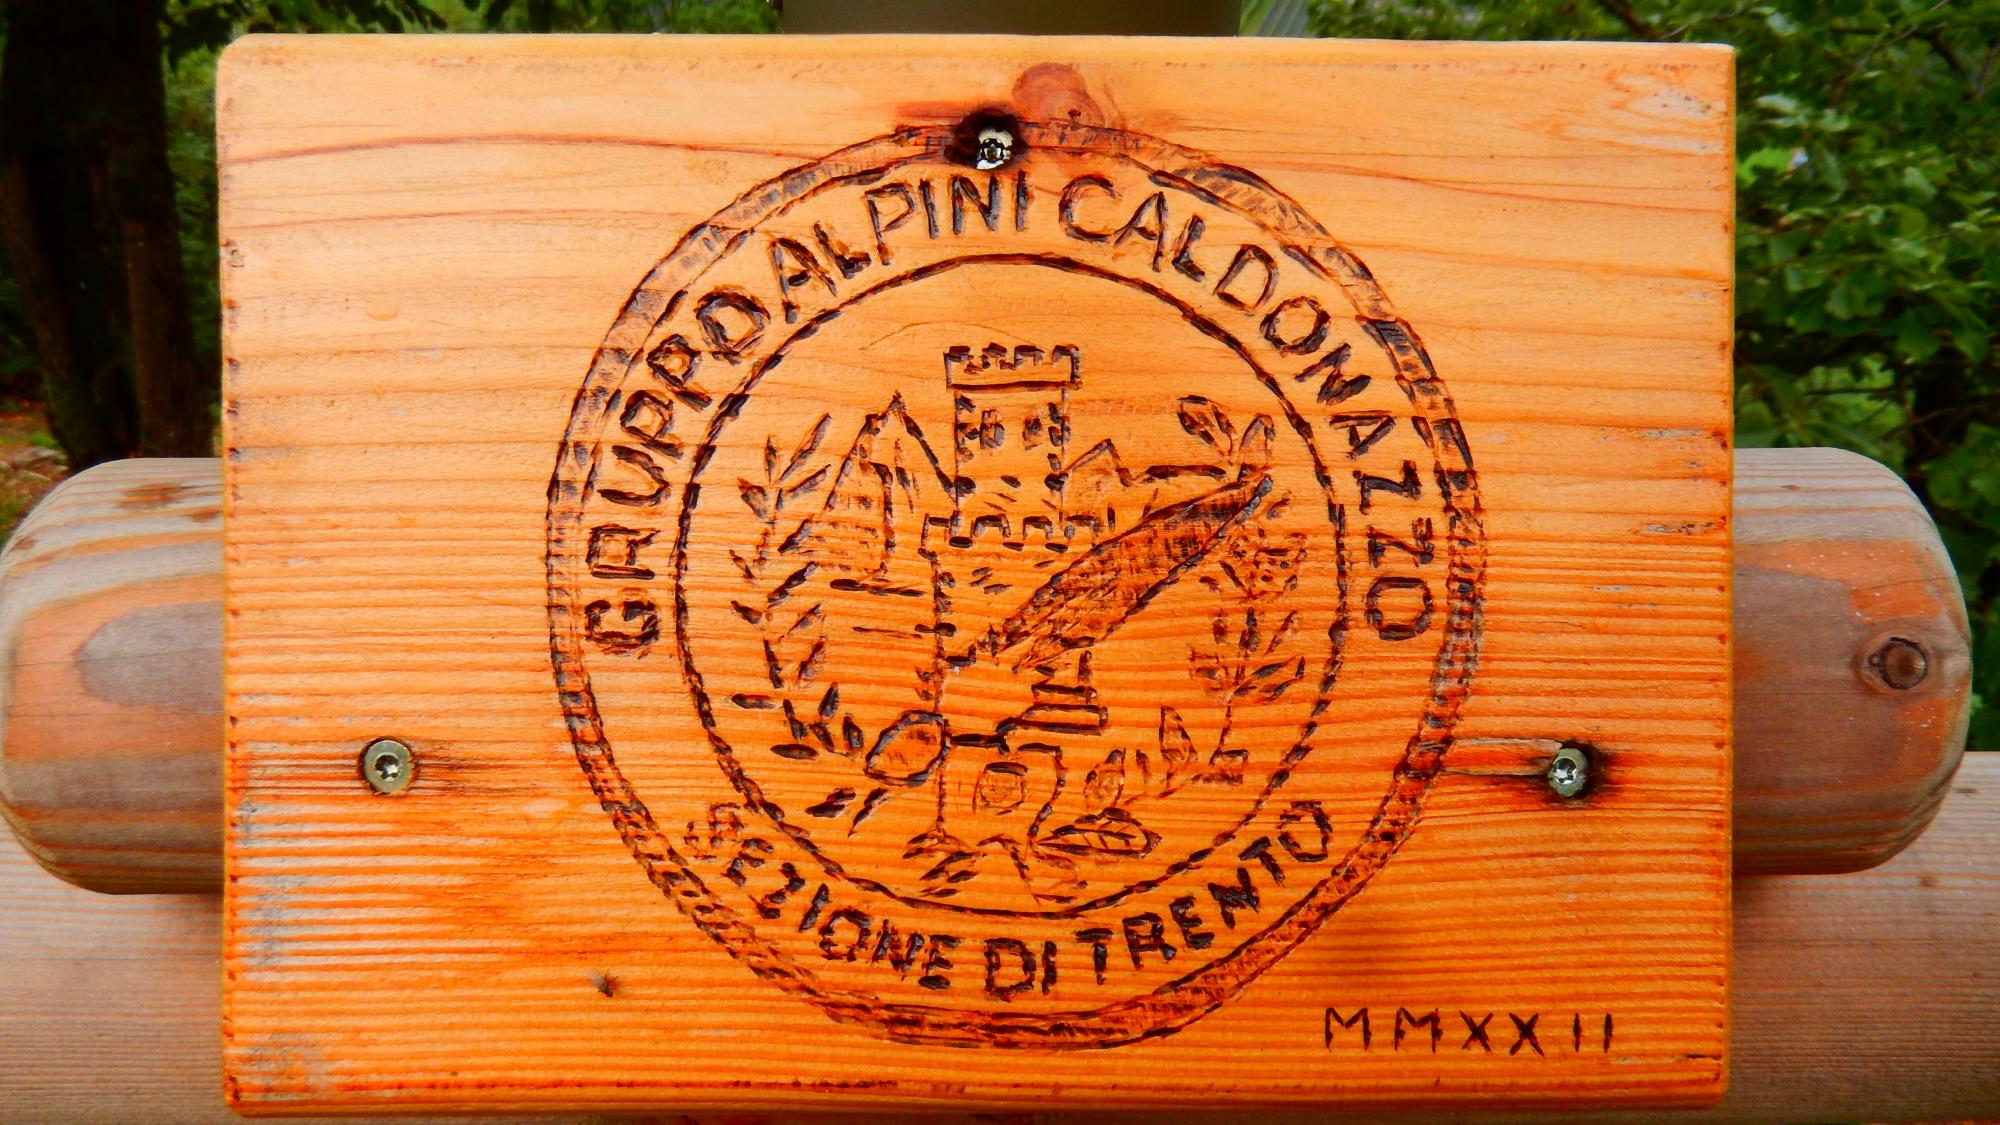 GRUPPO ALPINI CALDONAZZO
SEZIONE DI TRENTO
MMXXII